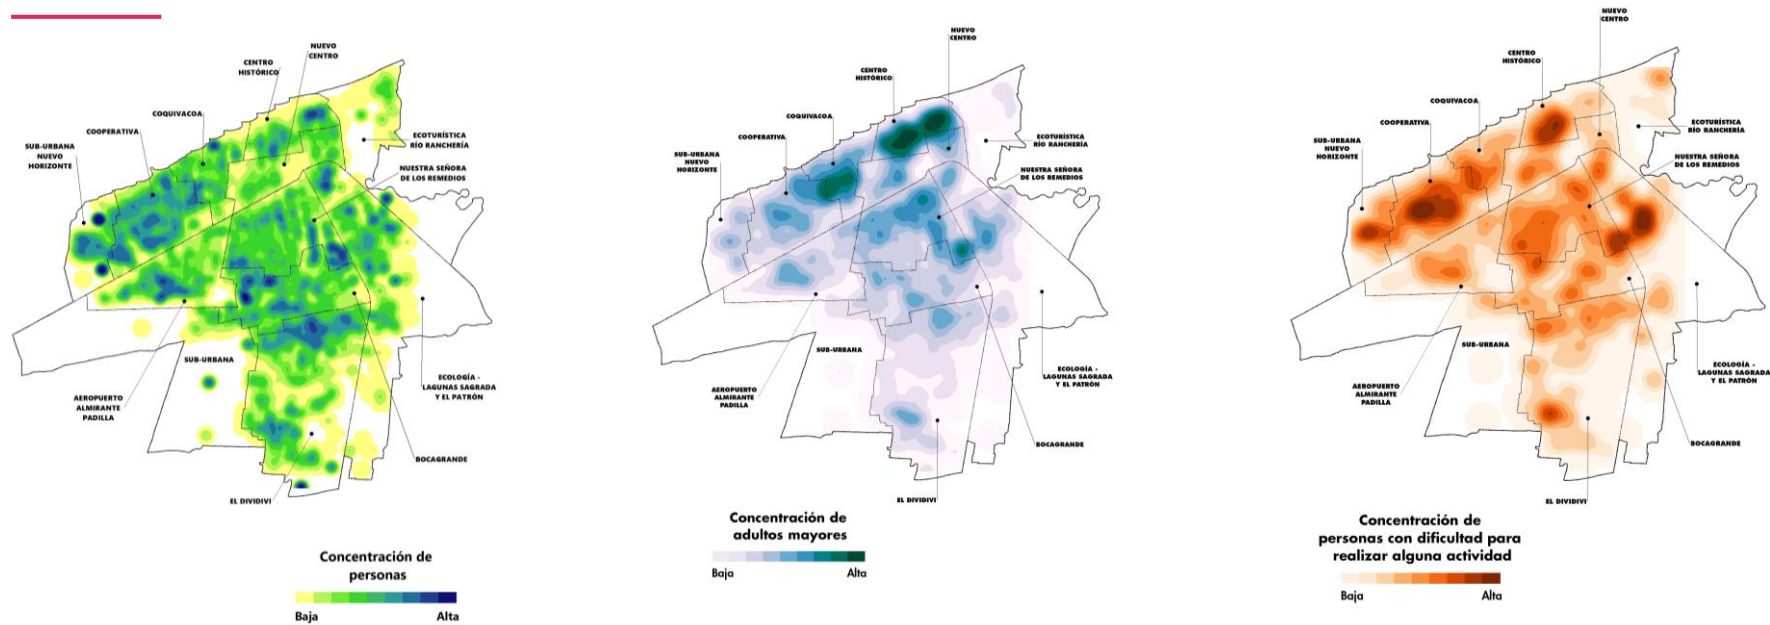 NUEVO
CENTRO
CENTRO
HISTÓRICO
COQUIVACOA
COOPERATIVA
SUB-URBANA
NUEVO
HORIZONTE
ECOTURÍSTICA
RÍO RANCHERÍA
NUESTRA SEÑORA
DE LOS REMEDIOS
SUB-URBANA
AEROPUERTO
ALMIRANTE
PADILLA
ECOLOGÍA -
LAGUNAS SAGRADA
Y EL PATRÓN
BOCAGRANDE
EL DIVIDIVI
Concentración de
personas
Baja
Alta
NUEVO
CENTRO
CENTRO
HISTÓRICO
COQUIVACOA
COOPERATIVA
SUB-URBANA
NUEVO
HORIZONTE
ECOTURÍSTICA
RÍO RANCHERÍA
NUESTRA SEÑORA
DE LOS REMEDIOS
SUB-URBANA
AEROPUERTO
ALMIRANTE
PADILLA
ECOLOGÍA -
LAGUNAS SAGRADA
Y EL PATRÓN
BOCAGRANDE
EL DIVIDIVI
Concentración de
adultos mayores
Baja
Alta
NUEVO
CENTRO
CENTRO
HISTÓRICO
COQUIVACOA
COOPERATIVA
SUB-URBANA
NUEVO
HORIZONTE
ECOTURÍSTICA
RÍO RANCHERÍA
NUESTRA SEÑORA
DE LOS REMEDIOS
SUB-URBANA
AEROPUERTO
ALMIRANTE
PADILLA
ECOLOGÍA -
LAGUNAS SAGRADA
Y EL PATRÓN
BOCAGRANDE
EL DIVIDIVI
Concentración de
personas con dificultad para
realizar alguna actividad
Baja
Alta